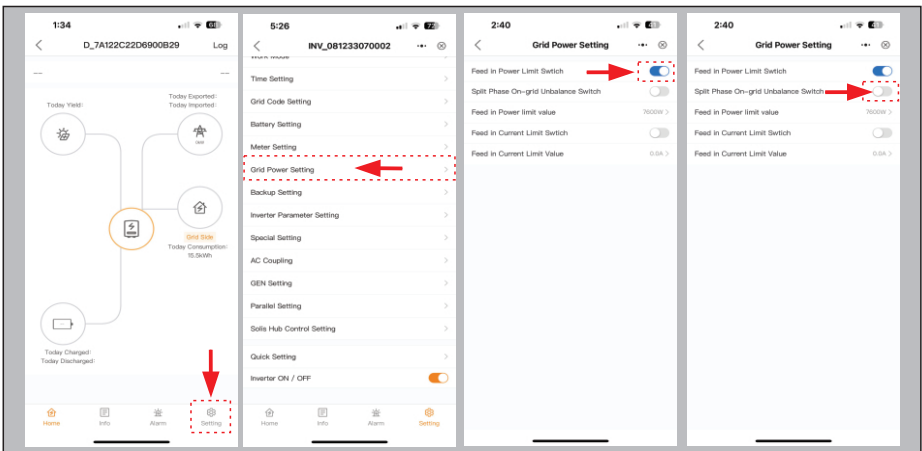 1:34
D_7A122C22D6900B29
Log
--
--
Today Yield:
Today Exported:
Today Imported:
Grid Side
Today Consumption:
15.5kWh
Today Charged:
Today Discharged:
Home
Info
Alarm
Setting
5:26
INV_081233070002
Work Mode
Time Setting
Grid Code Setting
Battery Setting
Meter Setting
Grid Power Setting
Backup Setting
Inverter Parameter Setting
Special Setting
AC Coupling
GEN Setting
Parallel Setting
Solis Hub Control Setting
Quick Setting
Inverter ON / OFF
Home
Info
Alarm
Setting
2:40
Grid Power Setting
Feed in Power Limit Swtich
Split Phase On-grid Unbalance Switch
Feed in Power limit value
7600W >
Feed in Current Limit Swtich
Feed in Current Limit Value
0.0A >
2:40
Grid Power Setting
Feed in Power Limit Swtich
Split Phase On-grid Unbalance Switch
Feed in Power limit value
7600W >
Feed in Current Limit Swtich
Feed in Current Limit Value
0.0A >